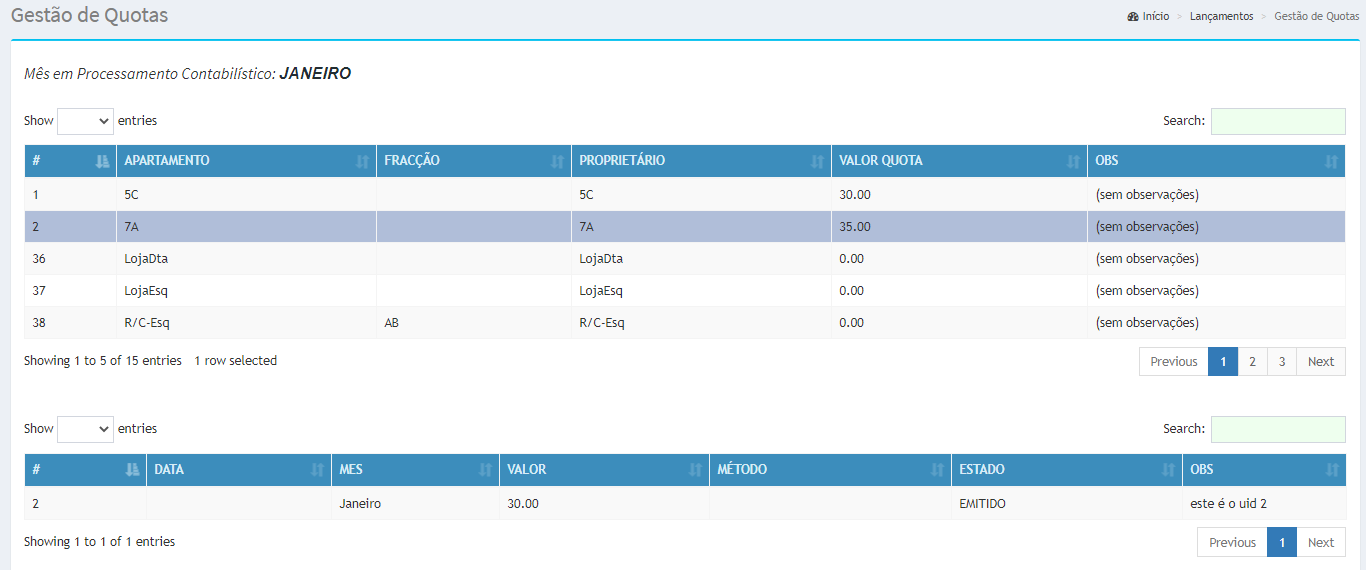 Gestão de Quotas
Início > Lançamentos > Gestão de Quotas
Mês em Processamento Contabilístico: JANEIRO
Show entries Search:
# APARTAMENTO FRACÇÃO PROPRIETÁRIO VALOR QUOTA OBS
1 5C 5C 30.00 (sem observações)
2 7A 7A 35.00 (sem observações)
36 LojaDta LojaDta 0.00 (sem observações)
37 LojaEsq LojaEsq 0.00 (sem observações)
38 R/C-Esq AB R/C-Esq 0.00 (sem observações)
Showing 1 to 5 of 15 entries 1 row selected Previous 1 2 3 Next
Show entries Search:
# DATA MES VALOR MÉTODO ESTADO OBS
2 Janeiro 30.00 EMITIDO este é o uid 2
Showing 1 to 1 of 1 entries Previous 1 Next